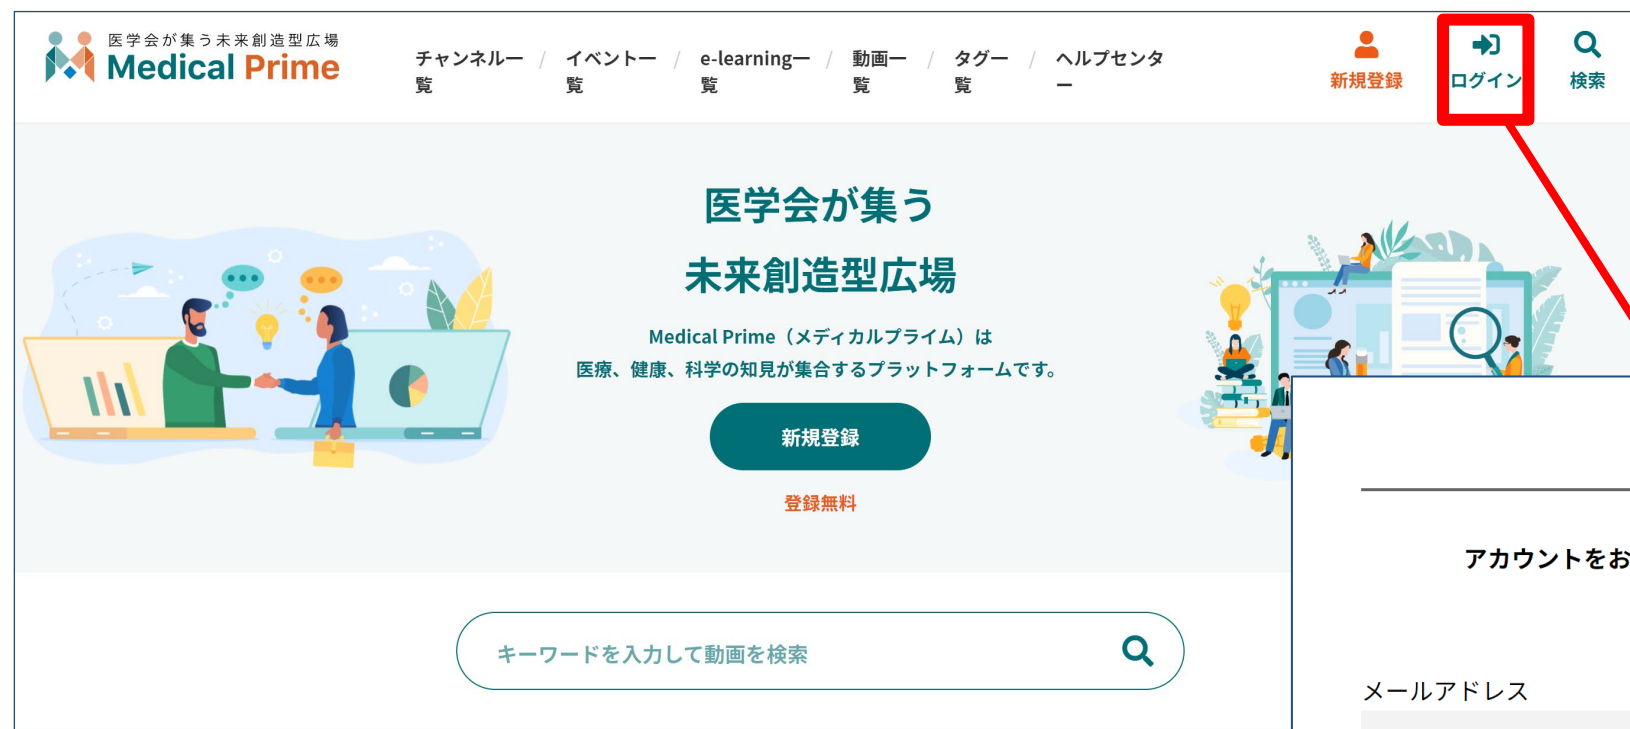 医学会が集う未来創造型広場
Medical Prime
チャンネル一覧 / イベント一覧 / e-learning一覧 / 動画一覧 / タグ一覧 / ヘルプセンター
新規登録
ログイン
検索
医学会が集う
未来創造型広場
Medical Prime（メディカルプライム）は
医療、健康、科学の知見が集合するプラットフォームです。
新規登録
登録無料
キーワードを入力して動画を検索
アカウントをお
メールアドレス